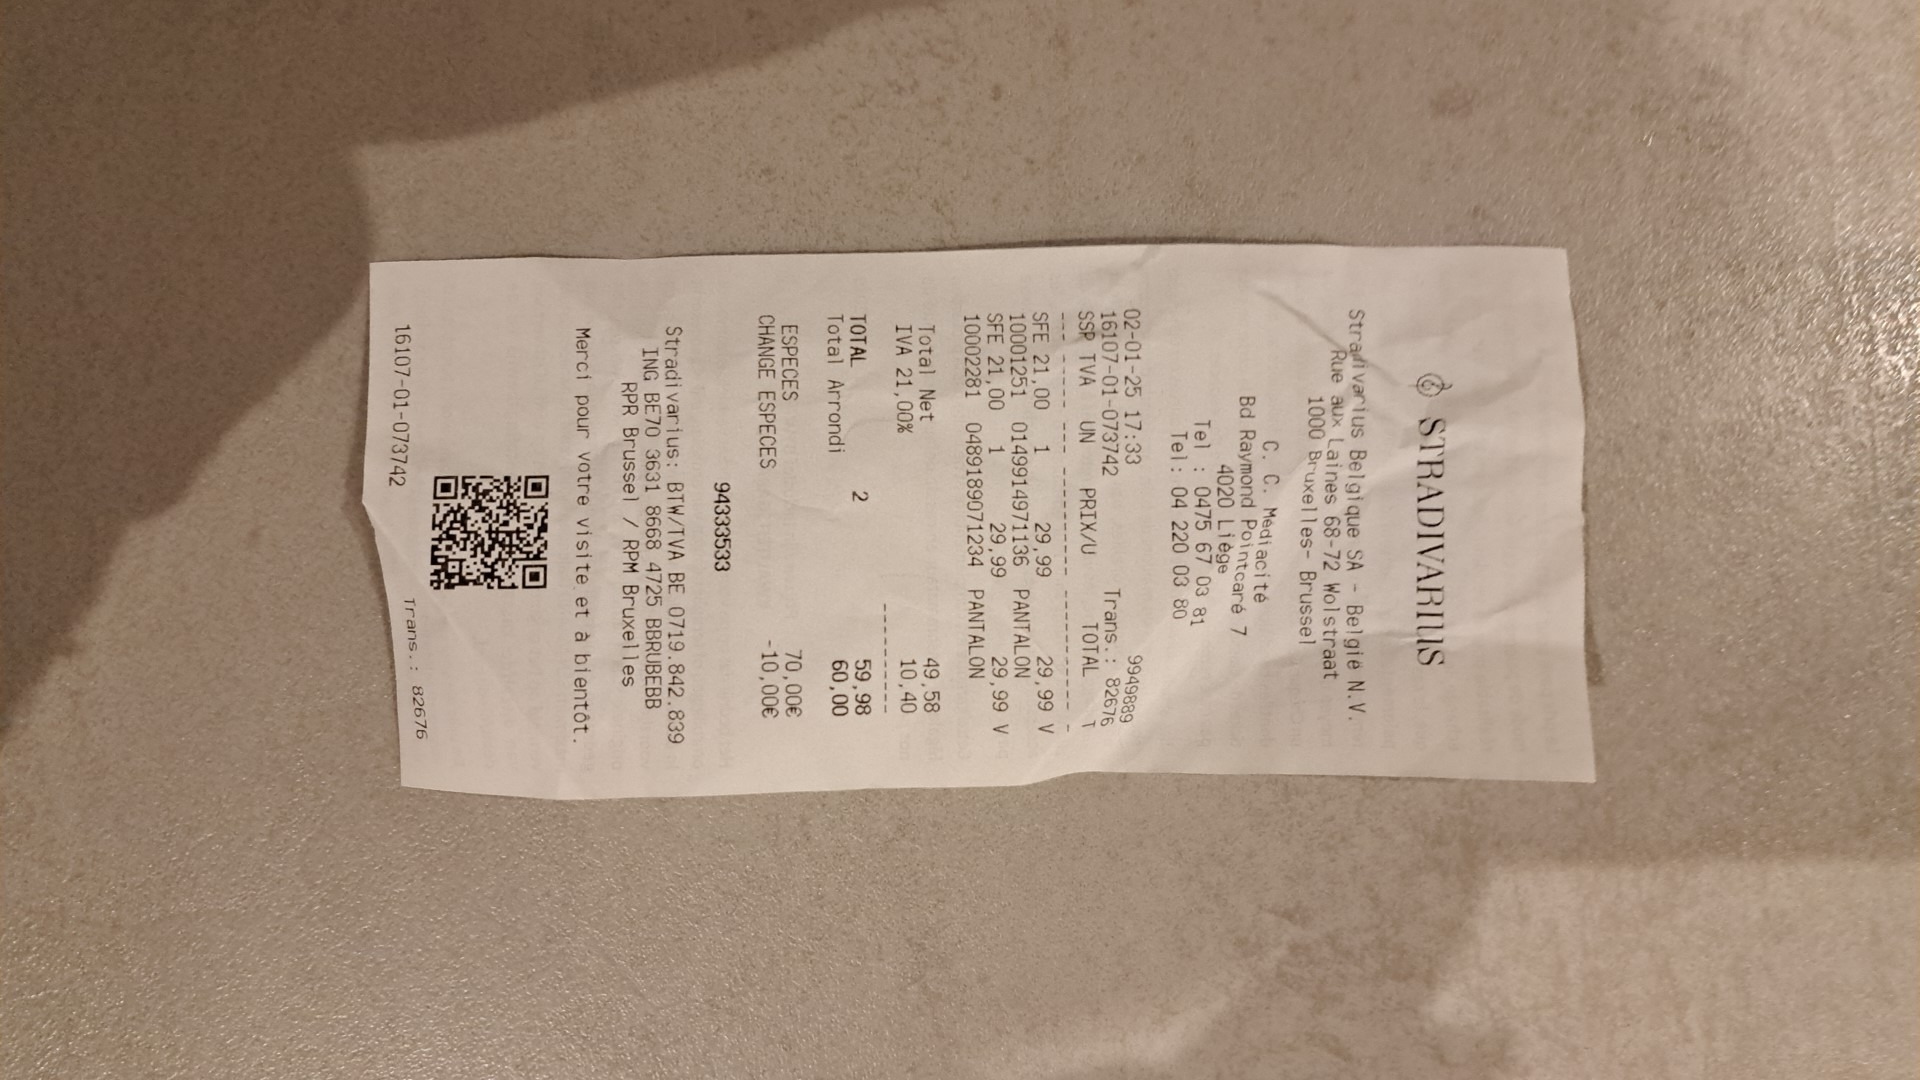 STRADIVARIUS
Stradivarius Belgique SA - België N.V.
Rue aux Laines 68-72 Wolstraat
1000 Bruxelles- Brussel
C. C. Médiacité
Bd Raymond Pointcaré 7
4020 Liège
Tel : 0475 67 03 81
Tel: 04 220 03 80
9949889
02-01-25 17:33
16107-01-073742 Trans.: 82676
SSP TVA UN PRIX/U TOTAL T
--- ----- --- ---------- ---------- -
SFE 21,00 1 29,99 29,99 V
10001251 0149914971136 PANTALON
SFE 21,00 1 29,99 29,99 V
10002281 0489189071234 PANTALON
Total Net 49,58
IVA 21,00% 10,40
----------
TOTAL 2 59,98
Total Arrondi 60,00
ESPECES 70,00€
CHANGE ESPECES -10,00€
94333533
Stradivarius: BTW/TVA BE 0719.842.839
ING BE70 3631 8668 4725 BBRUBEBB
RPR Brussel / RPM Bruxelles
Merci pour votre visite et à bientôt.
16107-01-073742 Trans.: 82676